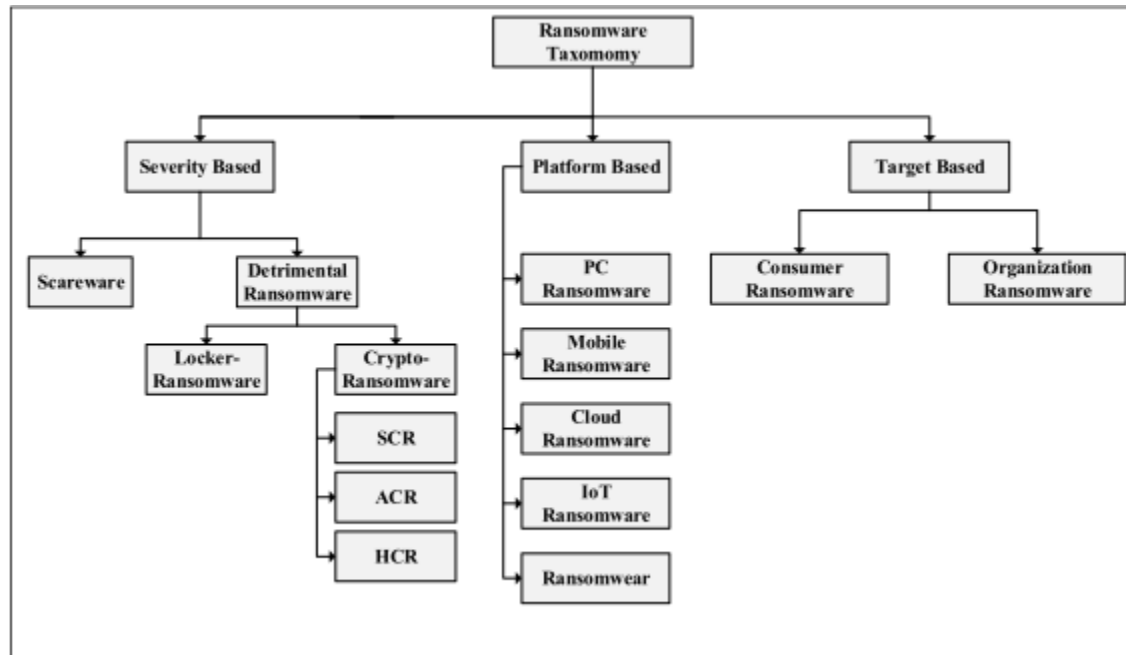 Ransomware
Taxomomy
Severity Based
Platform Based
Target Based
Scareware
Detrimental
Ransomware
PC
Ransomware
Consumer
Ransomware
Organization
Ransomware
Locker-
Ransomware
Crypto-
Ransomware
Mobile
Ransomware
SCR
Cloud
Ransomware
ACR
IoT
Ransomware
HCR
Ransomwear